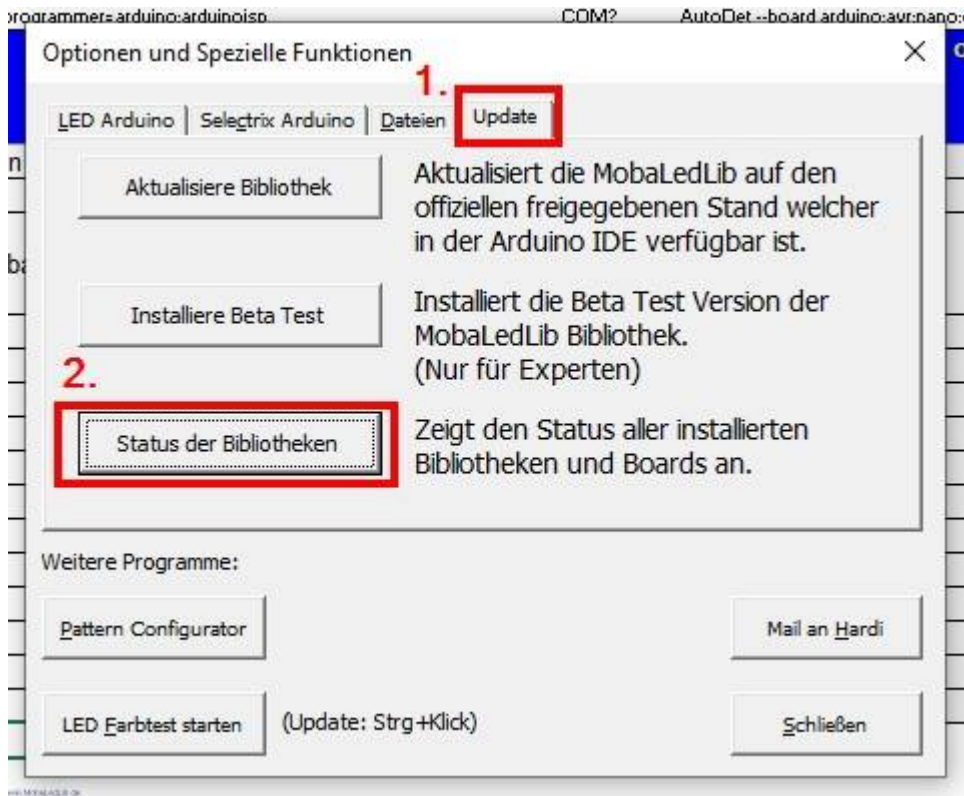 programmer=arduino:arduinoisp COM? AutoDet --board arduino:avr:nano:
Optionen und Spezielle Funktionen
1.
LED Arduino
Selectrix Arduino
Dateien
Update
Aktualisiere Bibliothek
Aktualisiert die MobaLedLib auf den
offiziellen freigegebenen Stand welcher
in der Arduino IDE verfügbar ist.
Installiere Beta Test
Installiert die Beta Test Version der
MobaLedLib Bibliothek.
(Nur für Experten)
2.
Status der Bibliotheken
Zeigt den Status aller installierten
Bibliotheken und Boards an.
Weitere Programme:
Pattern Configurator
Mail an Hardi
LED Farbtest starten
(Update: Strg+Klick)
Schließen